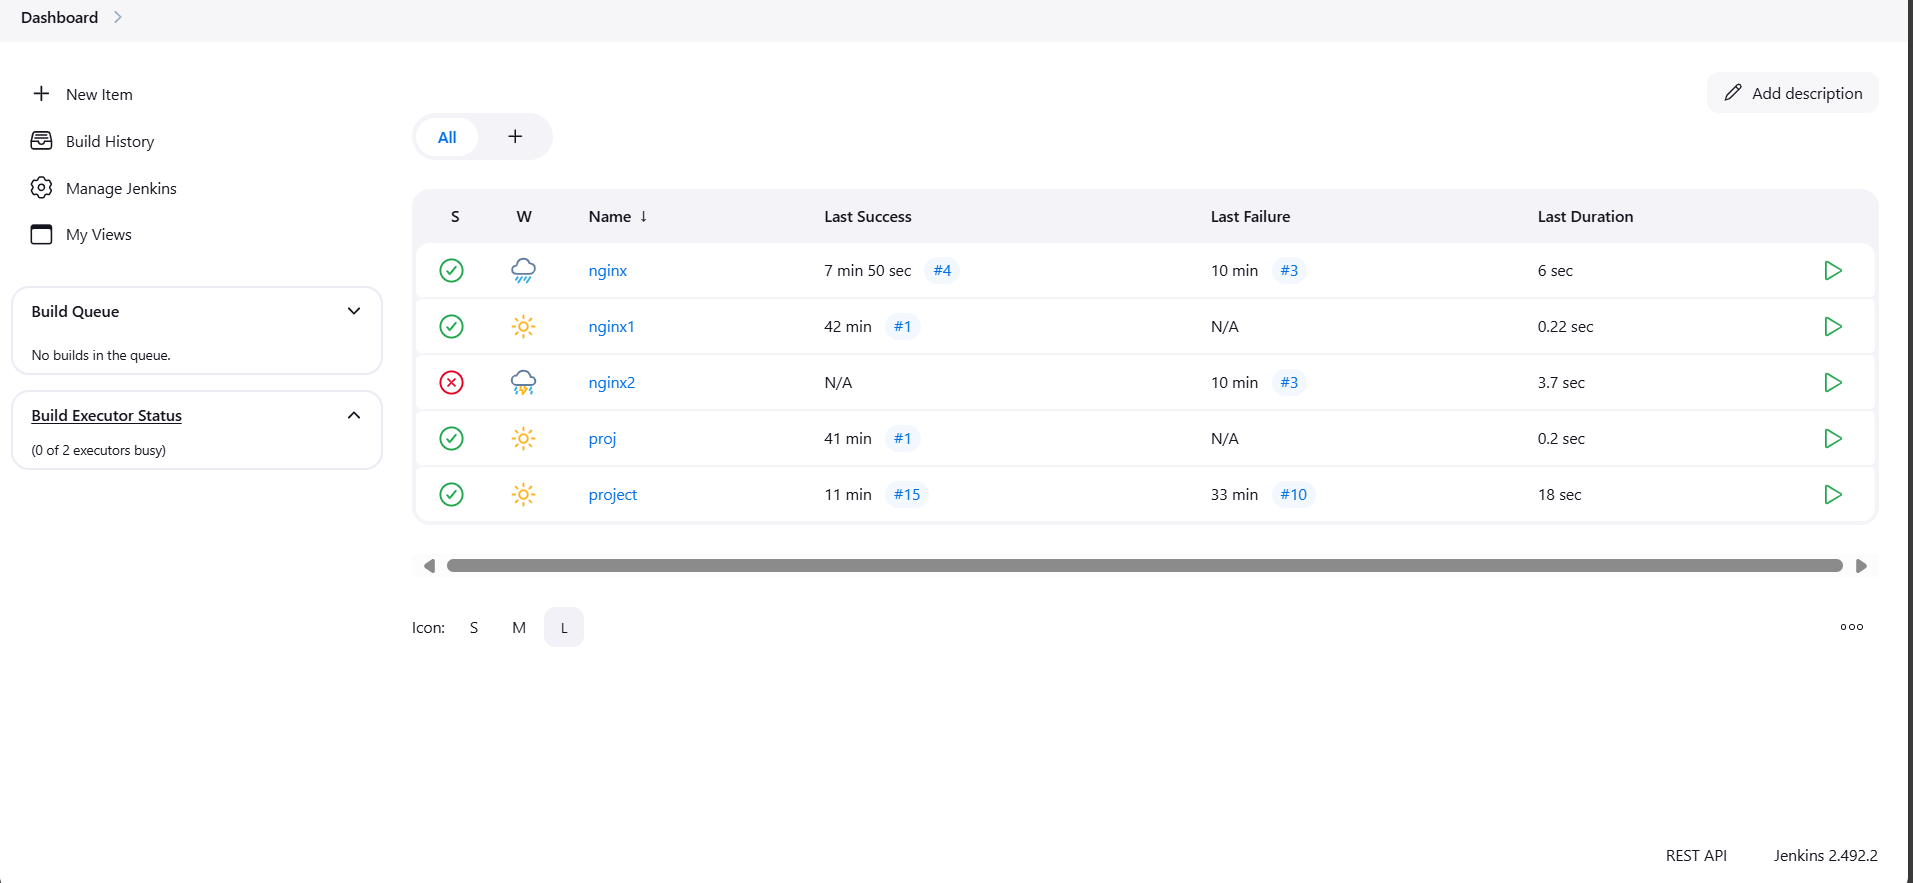 Dashboard
New Item
Build History
Manage Jenkins
My Views
Build Queue
No builds in the queue.
Build Executor Status
(0 of 2 executors busy)
Add description
All +
S W Name ↓ Last Success Last Failure Last Duration
nginx 7 min 50 sec #4 10 min #3 6 sec
nginx1 42 min #1 N/A 0.22 sec
nginx2 N/A 10 min #3 3.7 sec
proj 41 min #1 N/A 0.2 sec
project 11 min #15 33 min #10 18 sec
Icon: S M L
REST API Jenkins 2.492.2